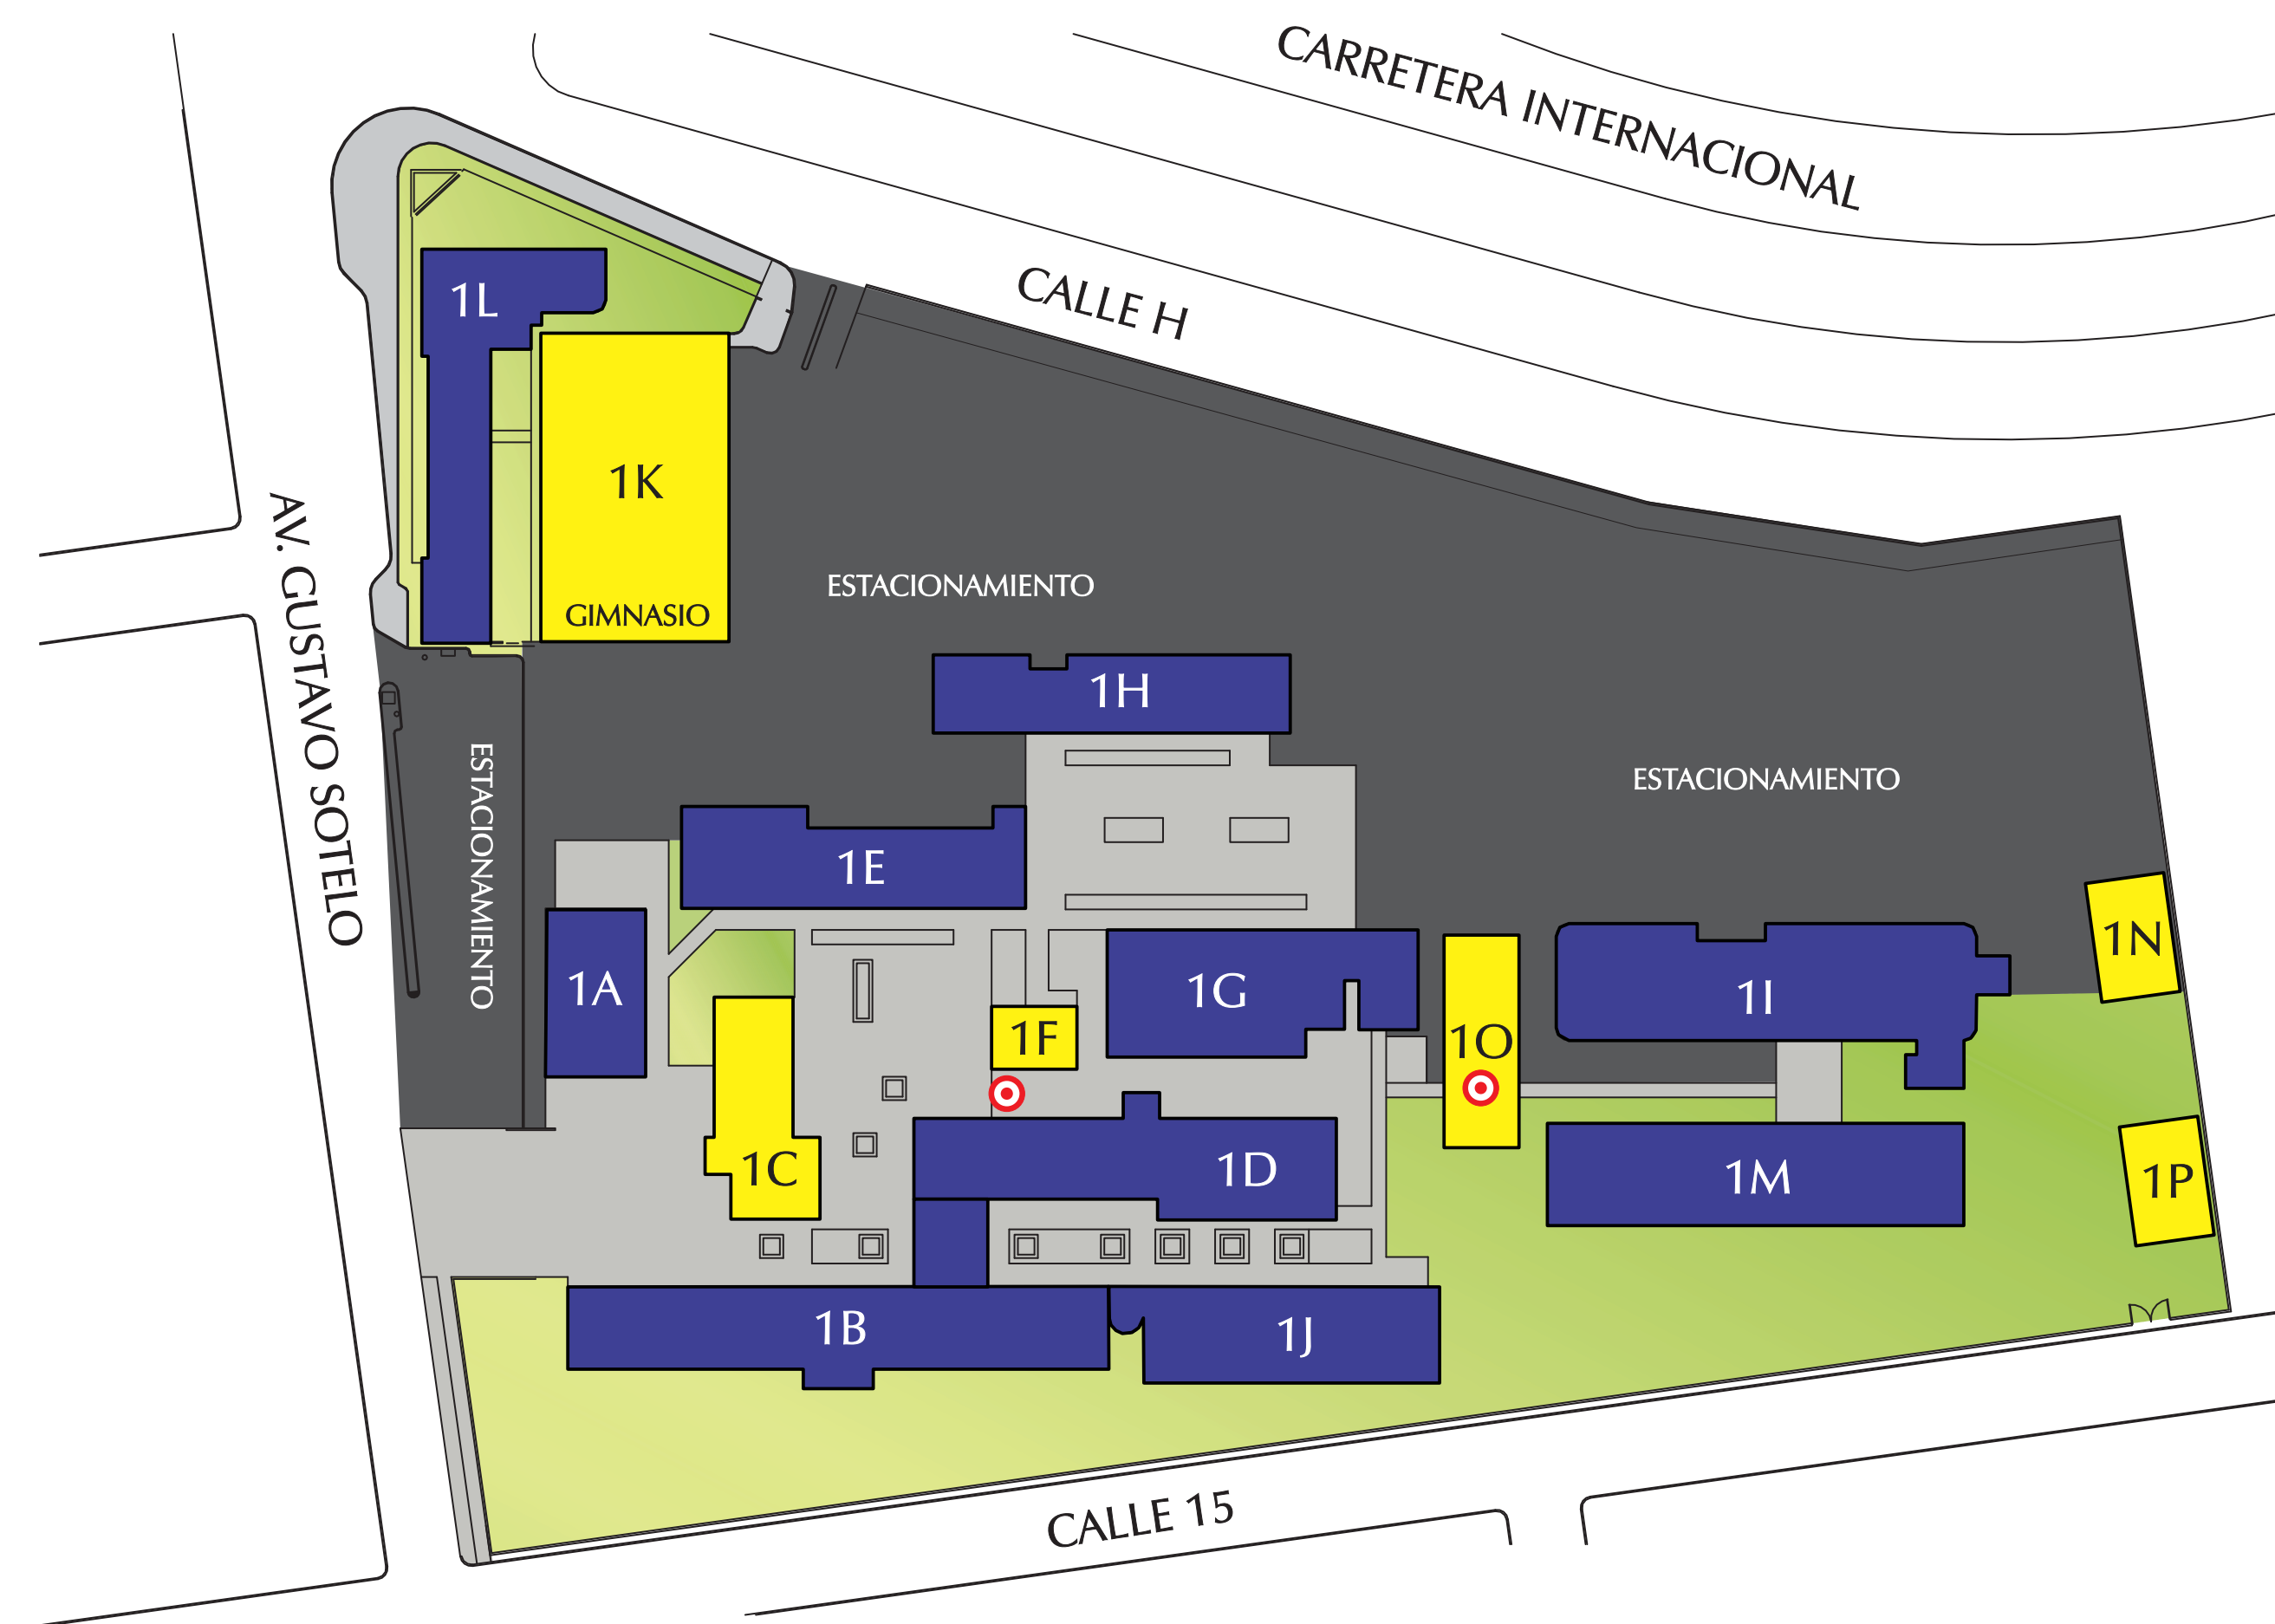 CARRETERA INTERNACIONAL
CALLE H
1L
1K
GIMNASIO
AV. GUSTAVO SOTELO
ESTACIONAMIENTO
1H
ESTACIONAMIENTO
ESTACIONAMIENTO
1E
1A
1G
1I
1N
1F
1O
1C
1D
1M
1P
1B
1J
CALLE 15